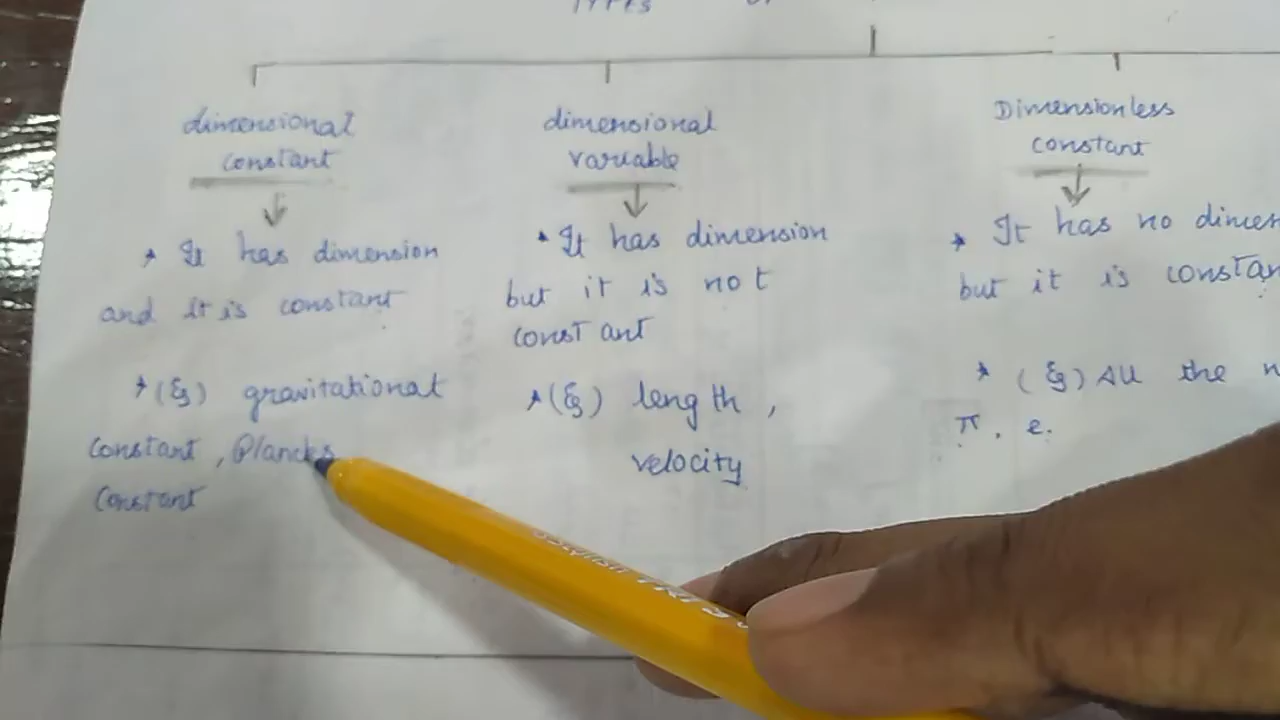 TYPES
dimensional
constant
* It has dimension
and it is constant
* (Eg) gravitational
constant, Plancks
constant
dimensional
variable
* It has dimension
but it is not
constant
* (Eg) length,
velocity
Dimensionless
constant
* It has no dimen
but it is constan
* (Eg) All the n
π, e.